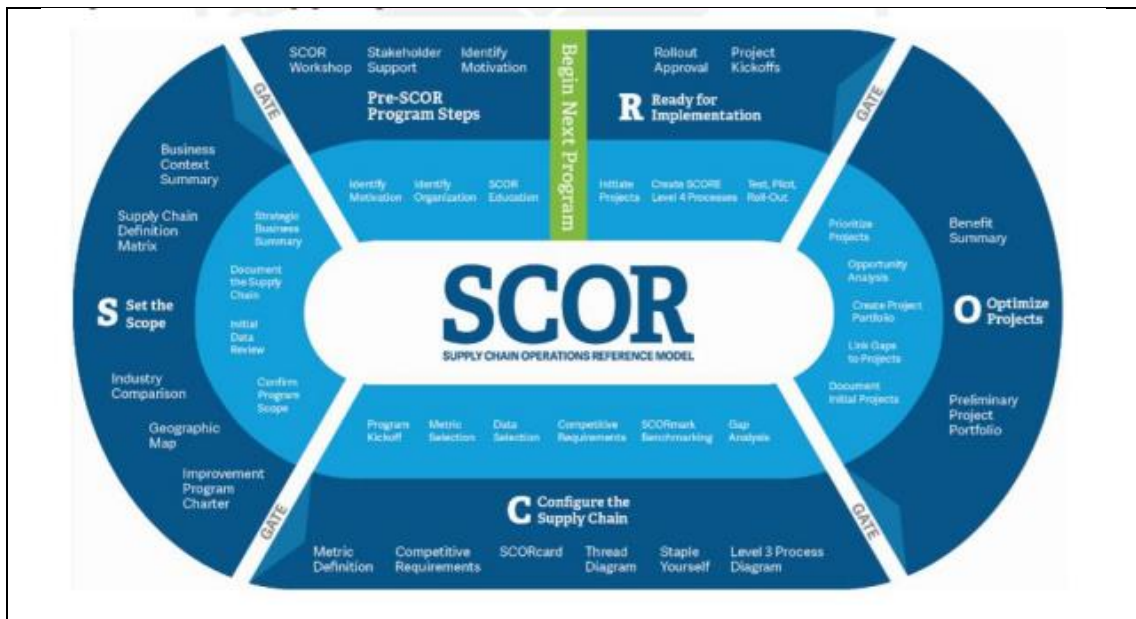 SCOR
Workshop
Stakeholder
Support
Identify
Motivation
Pre-SCOR
Program Steps
Begin Next Program
Rollout
Approval
Project
Kickoffs
R Ready for
Implementation
GATE
GATE
Identify
Motivation
Identify
Organization
SCOR
Education
Initiate
Projects
Create SCORE
Level 4 Processes
Test, Pilot,
Roll-Out
Business
Context
Summary
Supply Chain
Definition
Matrix
S Set the
Scope
Industry
Comparison
Geographic
Map
Improvement
Program
Charter
Strategic
Business
Summary
Document
the Supply
Chain
Initial
Data
Review
Confirm
Program
Scope
SCOR
SUPPLY CHAIN OPERATIONS REFERENCE MODEL
Prioritize
Projects
Opportunity
Analysis
Create Project
Portfolio
Link Gaps
to Projects
Document
Initial Projects
Benefit
Summary
O Optimize
Projects
Preliminary
Project
Portfolio
Program
Kickoff
Metric
Selection
Data
Selection
Competitive
Requirements
SCORmark
Benchmarking
Gap
Analysis
GATE
GATE
C Configure the
Supply Chain
Metric
Definition
Competitive
Requirements
SCORcard
Thread
Diagram
Staple
Yourself
Level 3 Process
Diagram